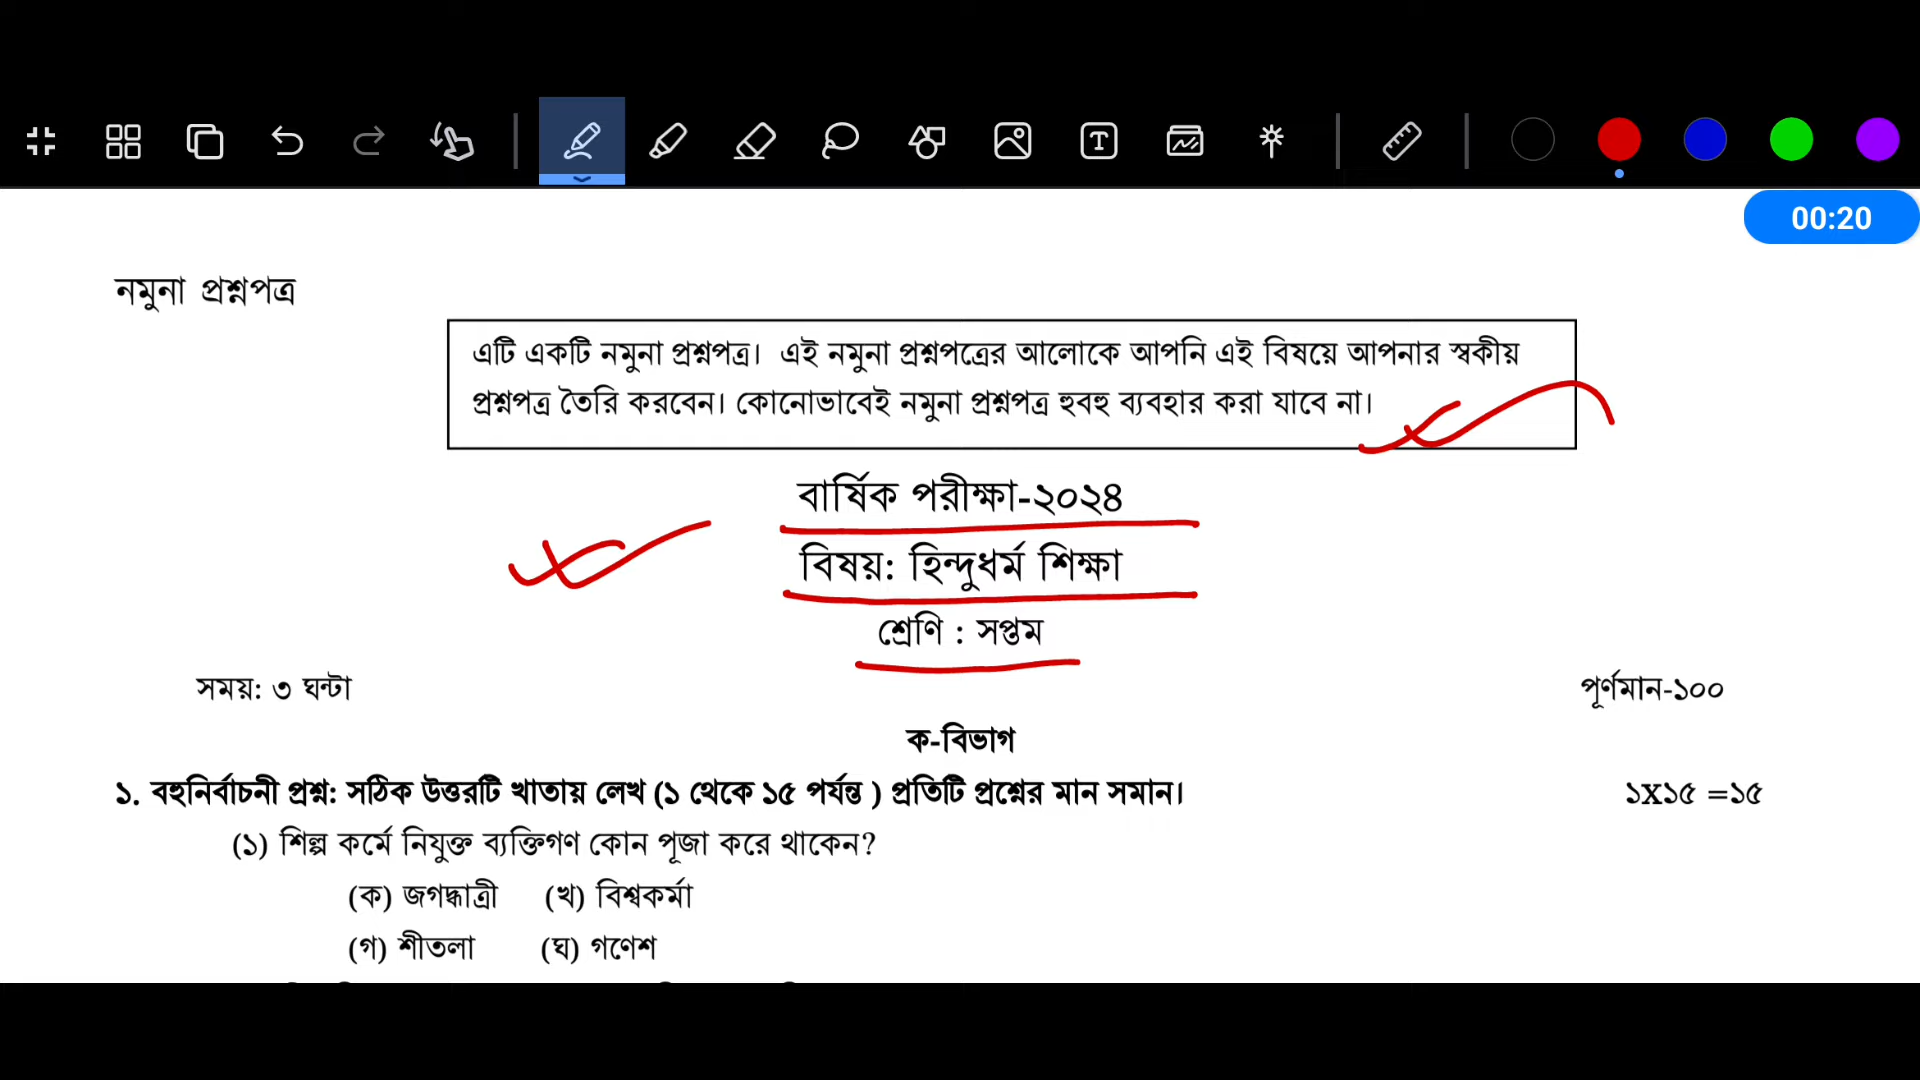 00:20
নমুনা প্রশ্নপত্র
এটি একটি নমুনা প্রশ্নপত্র। এই নমুনা প্রশ্নপত্রের আলোকে আপনি এই বিষয়ে আপনার স্বকীয়
প্রশ্নপত্র তৈরি করবেন। কোনোভাবেই নমুনা প্রশ্নপত্র হুবহু ব্যবহার করা যাবে না।
বার্ষিক পরীক্ষা-২০২৪
বিষয়: হিন্দুধর্ম শিক্ষা
শ্রেণি : সপ্তম
সময়: ৩ ঘন্টা পূর্ণমান-১০০
ক-বিভাগ
১. বহুনির্বাচনী প্রশ্ন: সঠিক উত্তরটি খাতায় লেখ (১ থেকে ১৫ পর্যন্ত ) প্রতিটি প্রশ্নের মান সমান। ১X১৫ =১৫
(১) শিল্প কর্মে নিযুক্ত ব্যক্তিগণ কোন পূজা করে থাকেন?
(ক) জগদ্ধাত্রী (খ) বিশ্বকর্মা
(গ) শীতলা (ঘ) গণেশ